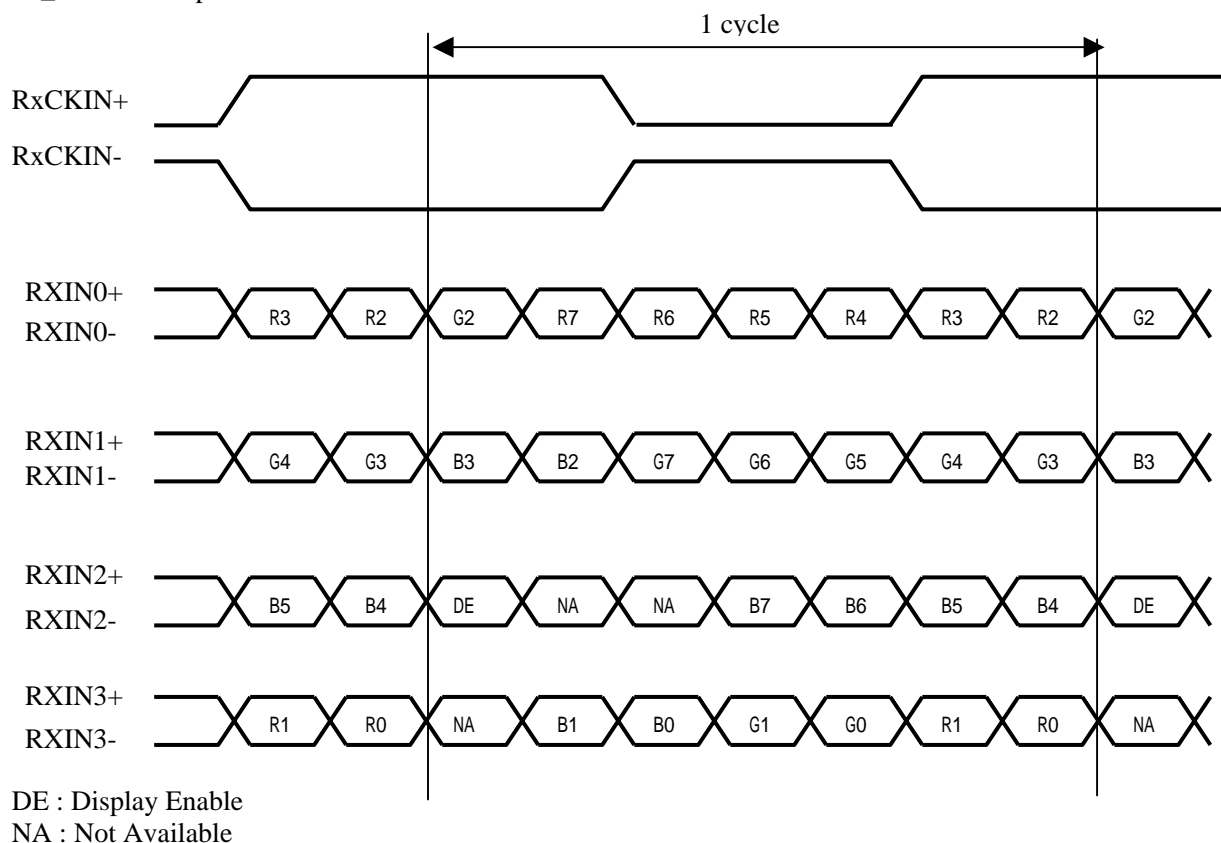 1 cycle
RxCKIN+
RxCKIN-
RXIN0+
RXIN0-
R3 R2 G2 R7 R6 R5 R4 R3 R2 G2
RXIN1+
RXIN1-
G4 G3 B3 B2 G7 G6 G5 G4 G3 B3
RXIN2+
RXIN2-
B5 B4 DE NA NA B7 B6 B5 B4 DE
RXIN3+
RXIN3-
R1 R0 NA B1 B0 G1 G0 R1 R0 NA
DE : Display Enable
NA : Not Available